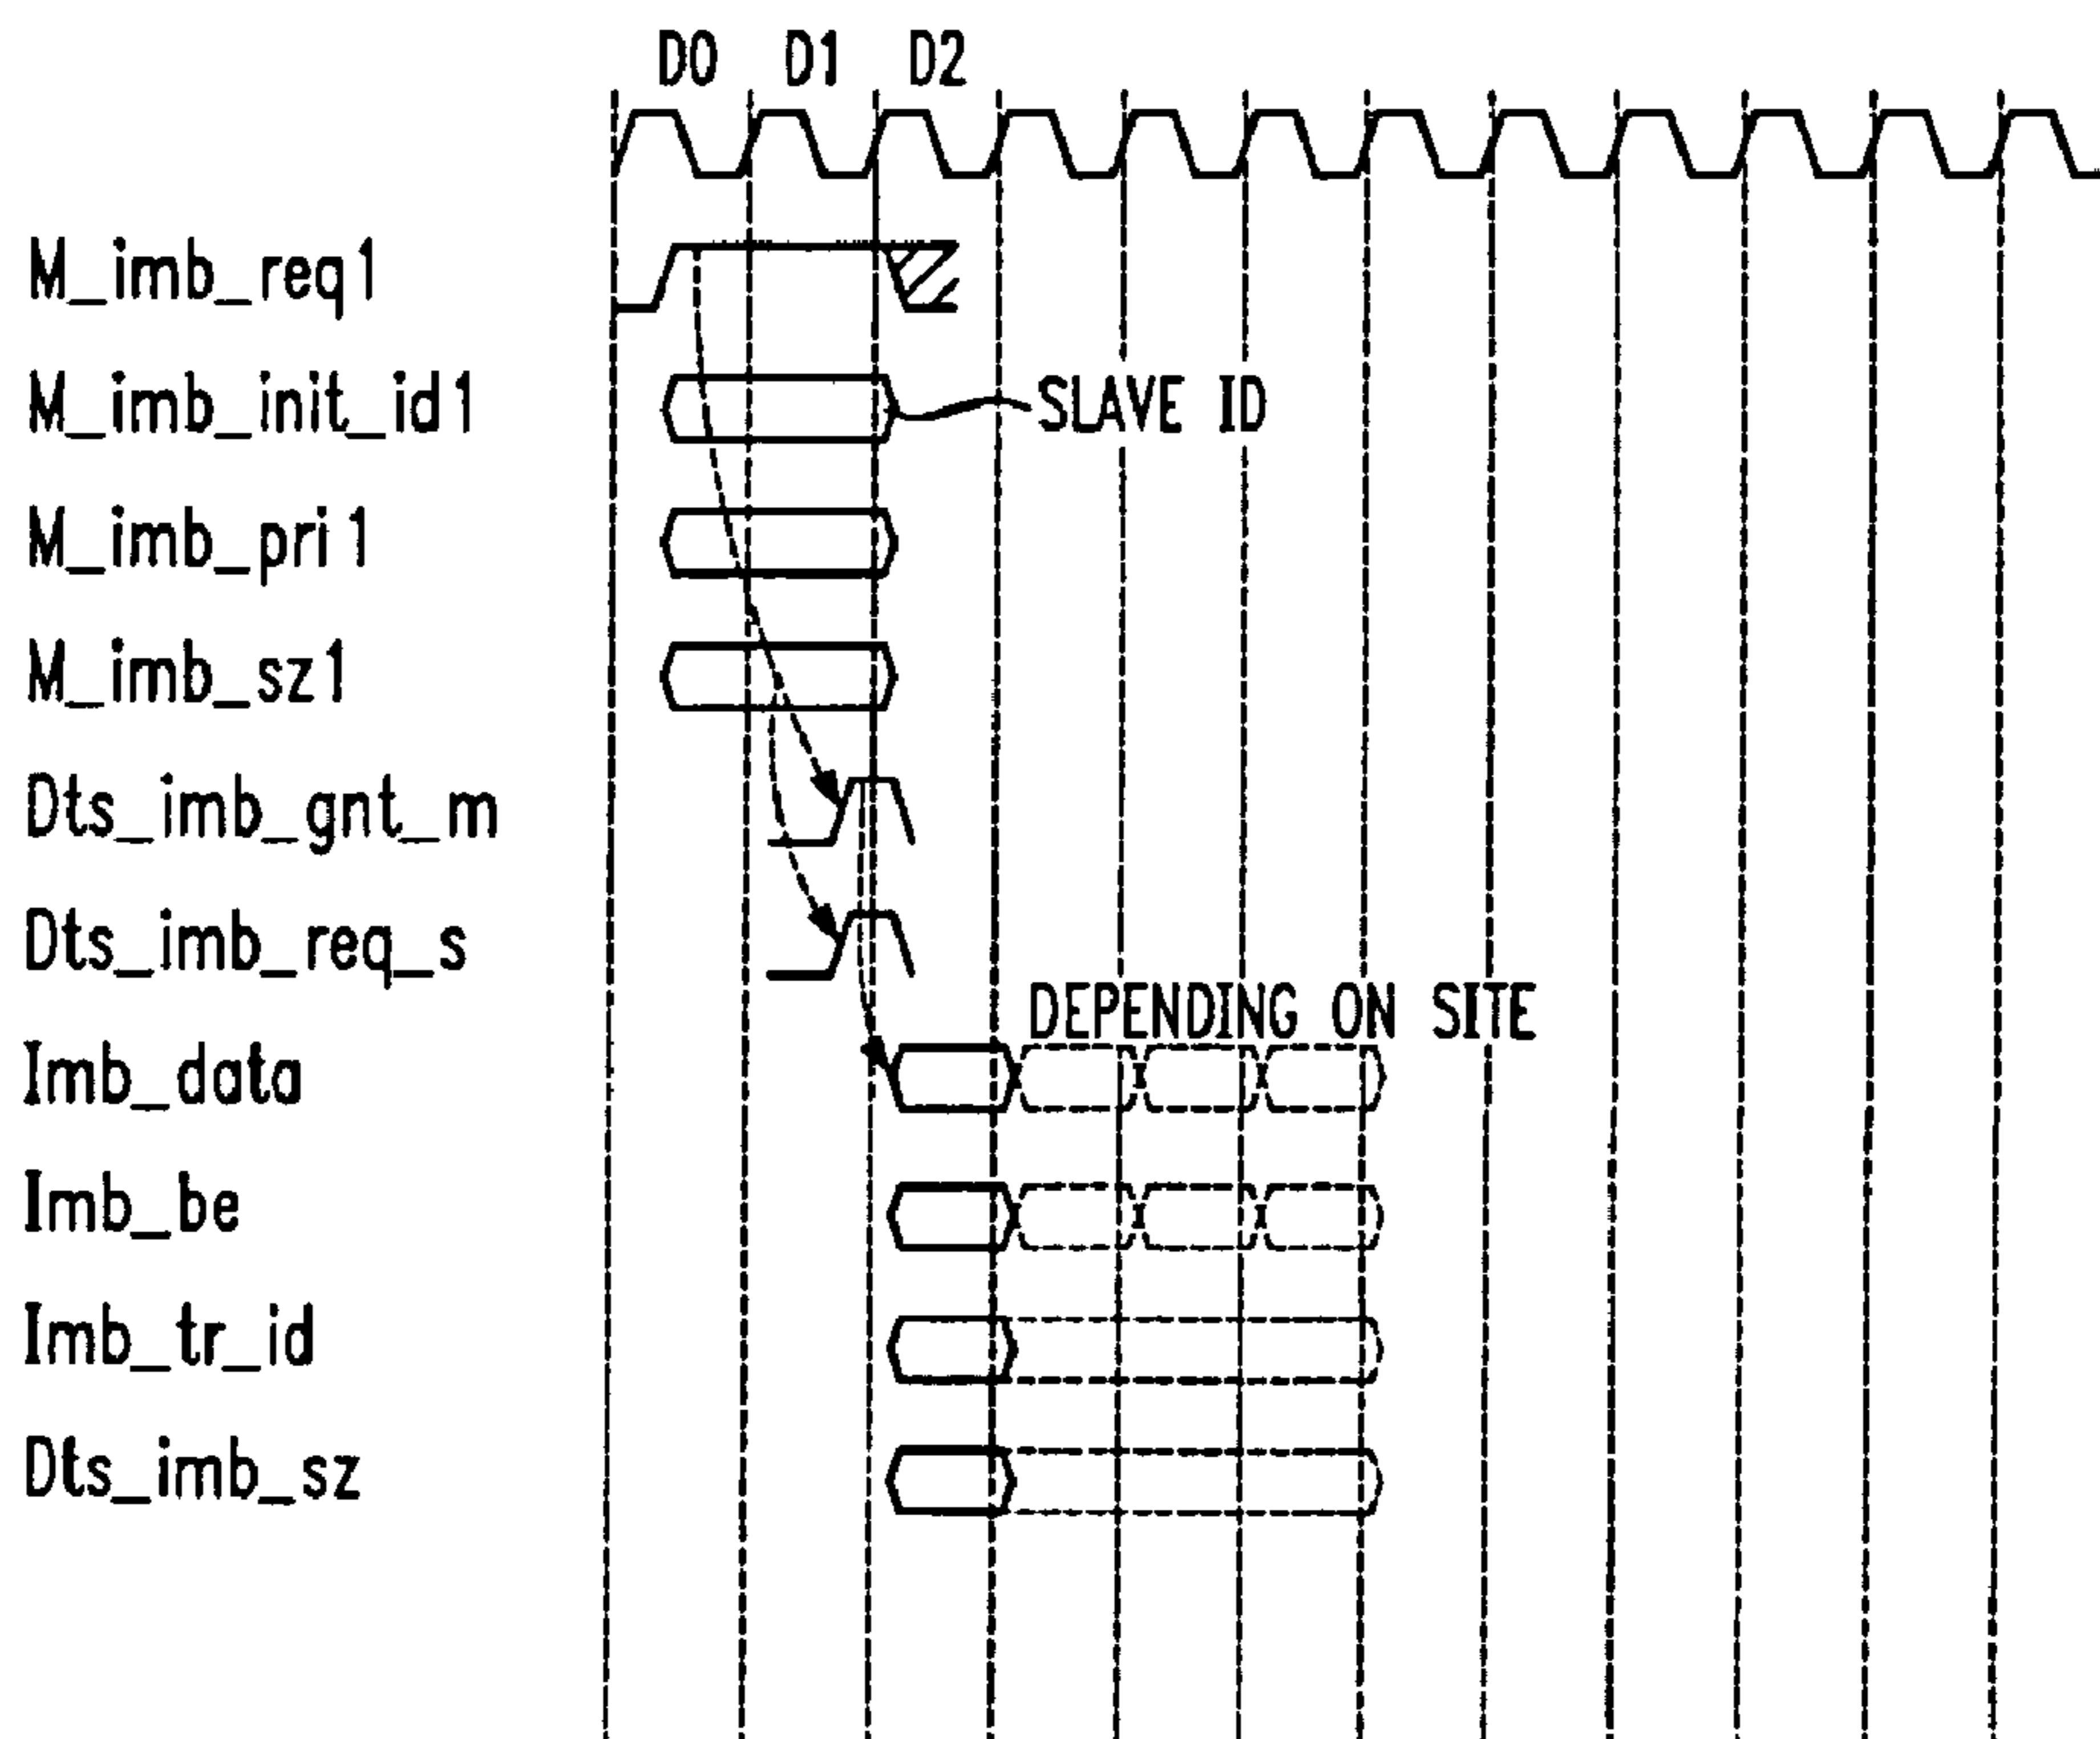 D0 D1 D2
M_imb_req1
M_imb_init_id1 SLAVE ID
M_imb_pri1
M_imb_sz1
Dts_imb_gnt_m
Dts_imb_req_s
DEPENDING ON SITE
Imb_data
Imb_be
Imb_tr_id
Dts_imb_sz